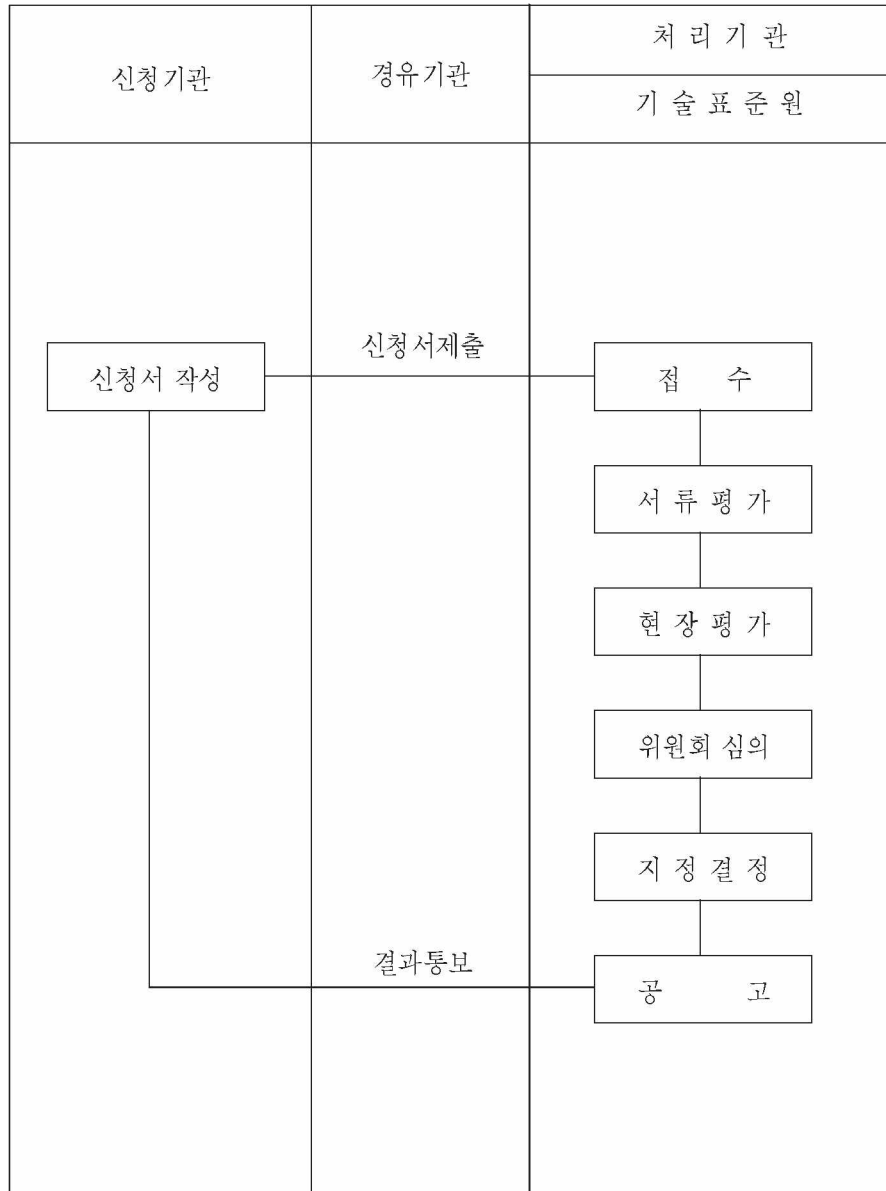 신청기관
경유기관
처 리 기 관
기 술 표 준 원
신청서제출
신청서 작성
접 수
서 류 평 가
현 장 평 가
위원회 심의
지 정 결 정
결과통보
공 고